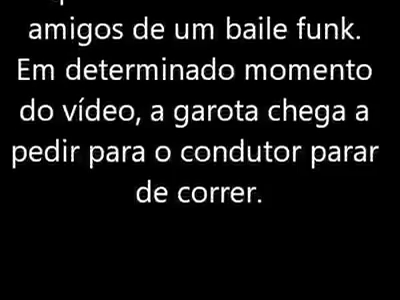 amigos de um baile funk.
Em determinado momento
do vídeo, a garota chega a
pedir para o condutor parar
de correr.